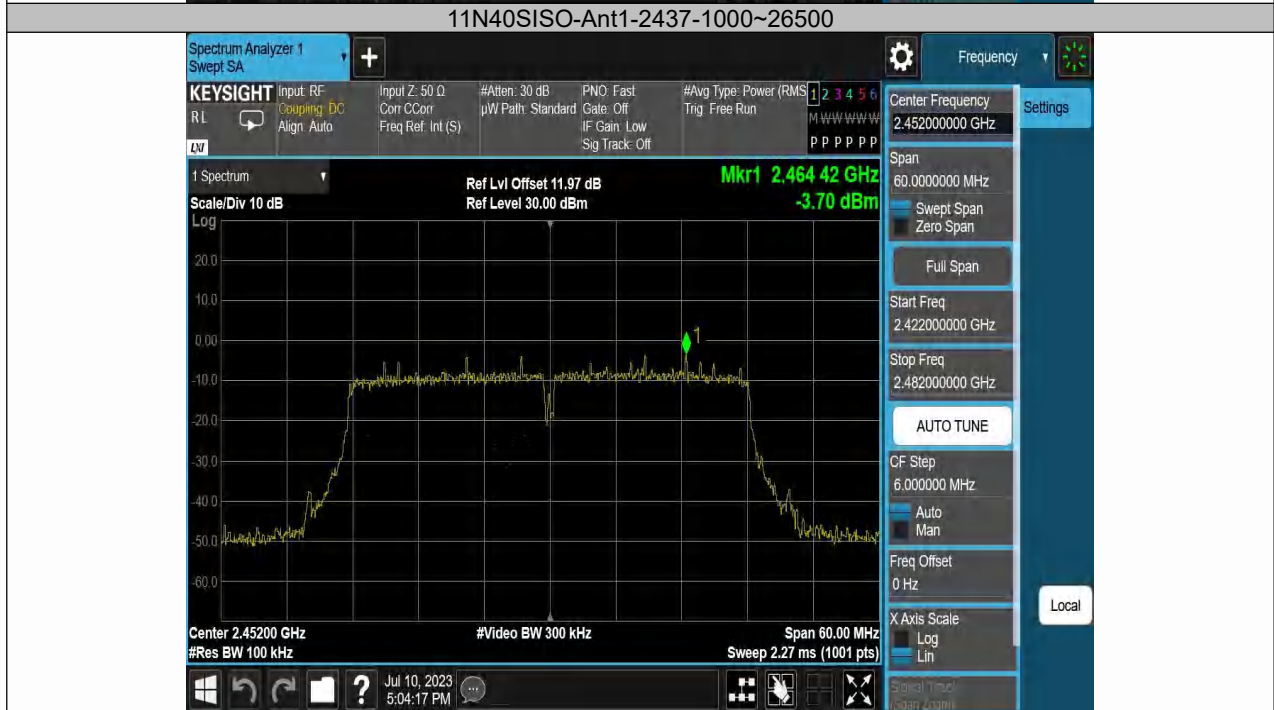 11N40SISO-Ant1-2437-1000~26500
Spectrum Analyzer 1
Swept SA
+
Frequency
KEYSIGHT
RL
LXI
Input: RF
Coupling: DC
Align: Auto
Input Z: 50 Ω
Corr CCorr
Freq Ref: Int (S)
#Atten: 30 dB
µW Path: Standard
PNO: Fast
Gate: Off
IF Gain: Low
Sig Track: Off
#Avg Type: Power (RMS
Trig: Free Run
1 2 3 4 5 6
M W W W W W
P P P P P P
1 Spectrum
Scale/Div 10 dB
Ref Lvl Offset 11.97 dB
Ref Level 30.00 dBm
Mkr1 2.464 42 GHz
-3.70 dBm
Log
20.0
10.0
0.00
-10.0
-20.0
-30.0
-40.0
-50.0
-60.0
1
Center 2.45200 GHz
#Res BW 100 kHz
#Video BW 300 kHz
Span 60.00 MHz
Sweep 2.27 ms (1001 pts)
Center Frequency
2.452000000 GHz
Settings
Span
60.0000000 MHz
Swept Span
Zero Span
Full Span
Start Freq
2.422000000 GHz
Stop Freq
2.482000000 GHz
AUTO TUNE
CF Step
6.000000 MHz
Auto
Man
Freq Offset
0 Hz
X Axis Scale
Log
Lin
Signal Track
(Span Zoom)
Local
?
Jul 10, 2023
5:04:17 PM